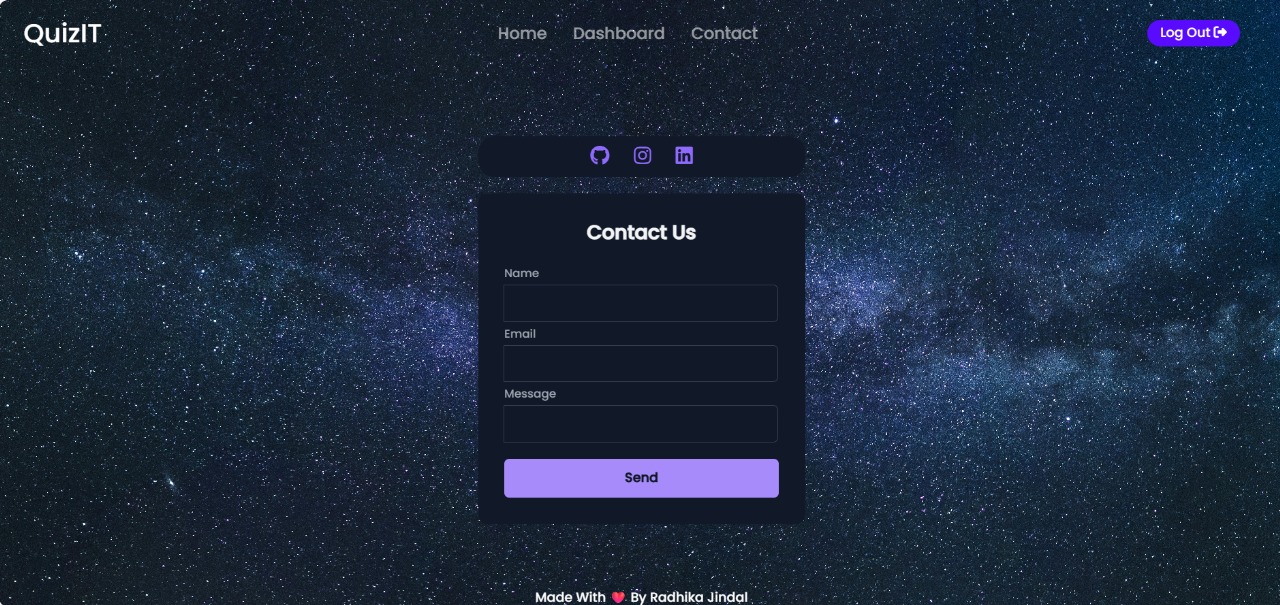 QuizIT
Home Dashboard Contact
Log Out
Contact Us
Name
Email
Message
Send
Made With ❤️ By Radhika Jindal